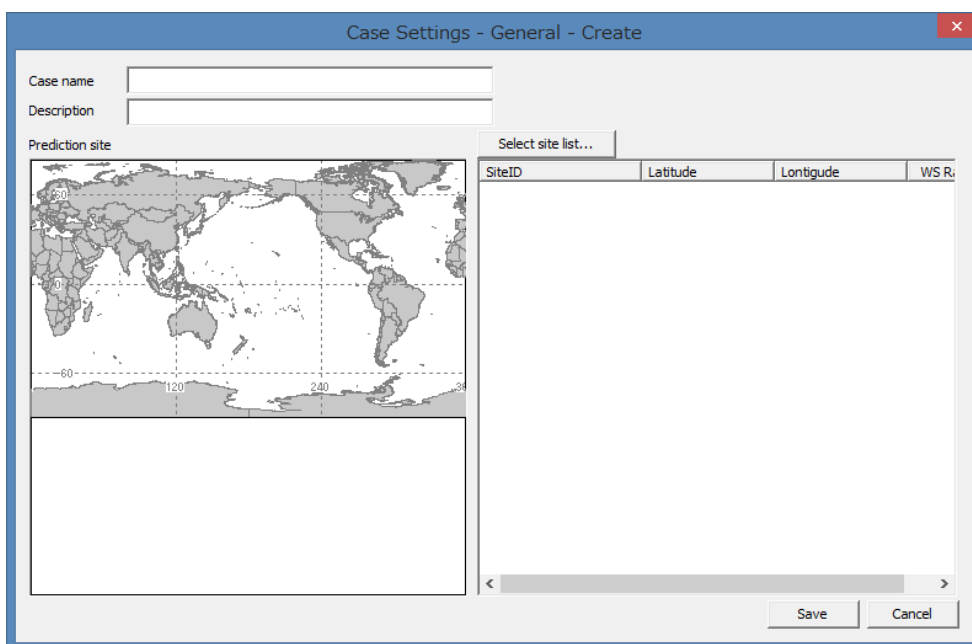 Case Settings - General - Create
Case name
Description
Prediction site
Select site list...
SiteID Latitude Lontigude WS Ra
60
0
-60
120 240 36
Save Cancel